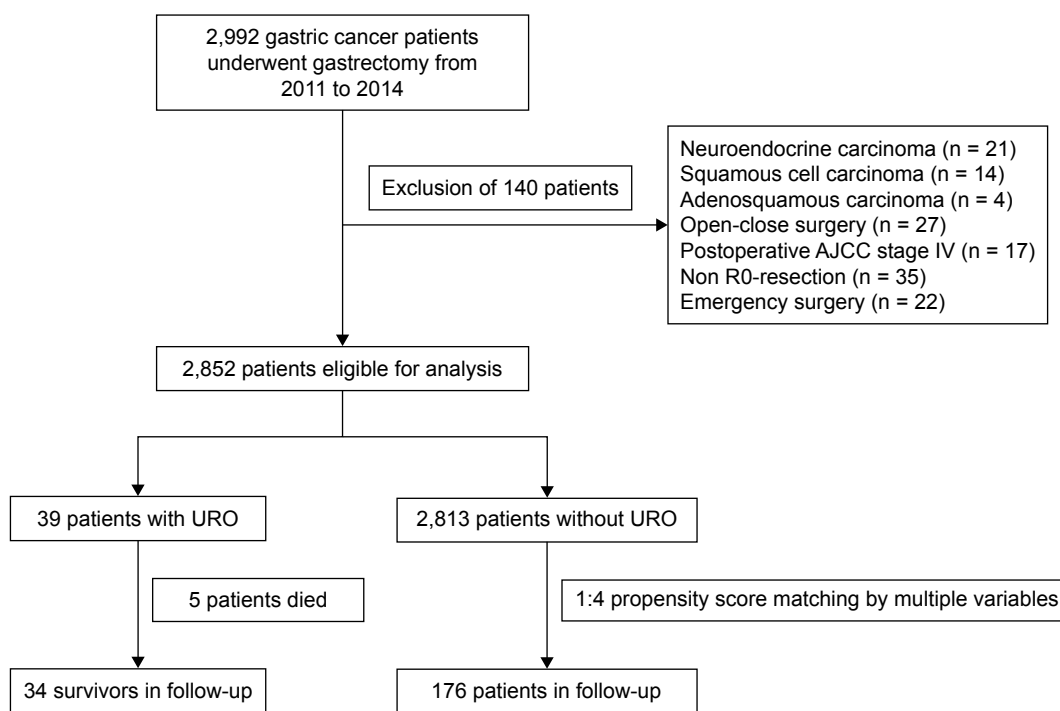 2,992 gastric cancer patients
underwent gastrectomy from
2011 to 2014
Exclusion of 140 patients
Neuroendocrine carcinoma (n = 21)
Squamous cell carcinoma (n = 14)
Adenosquamous carcinoma (n = 4)
Open-close surgery (n = 27)
Postoperative AJCC stage IV (n = 17)
Non R0-resection (n = 35)
Emergency surgery (n = 22)
2,852 patients eligible for analysis
39 patients with URO
2,813 patients without URO
5 patients died
1:4 propensity score matching by multiple variables
34 survivors in follow-up
176 patients in follow-up